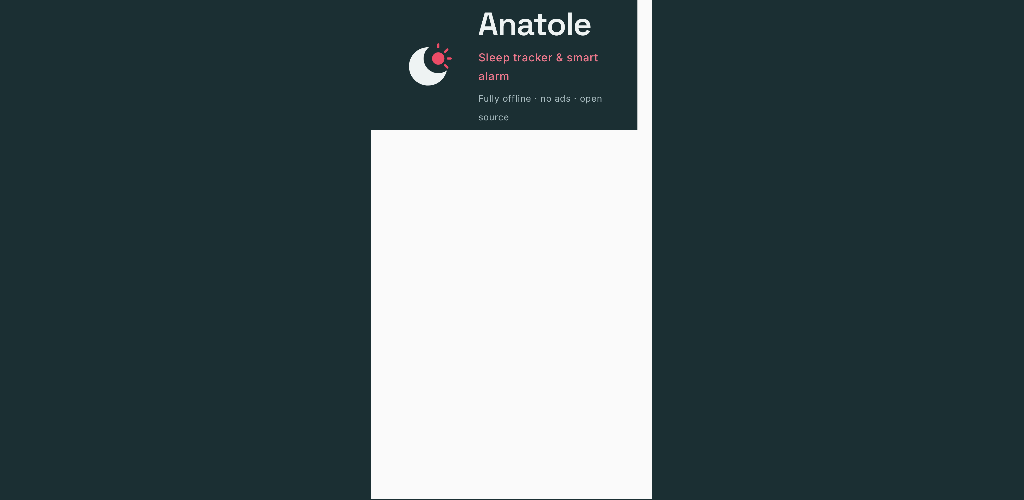 Anatole
Sleep tracker & smart
alarm
Fully offline · no ads · open
source